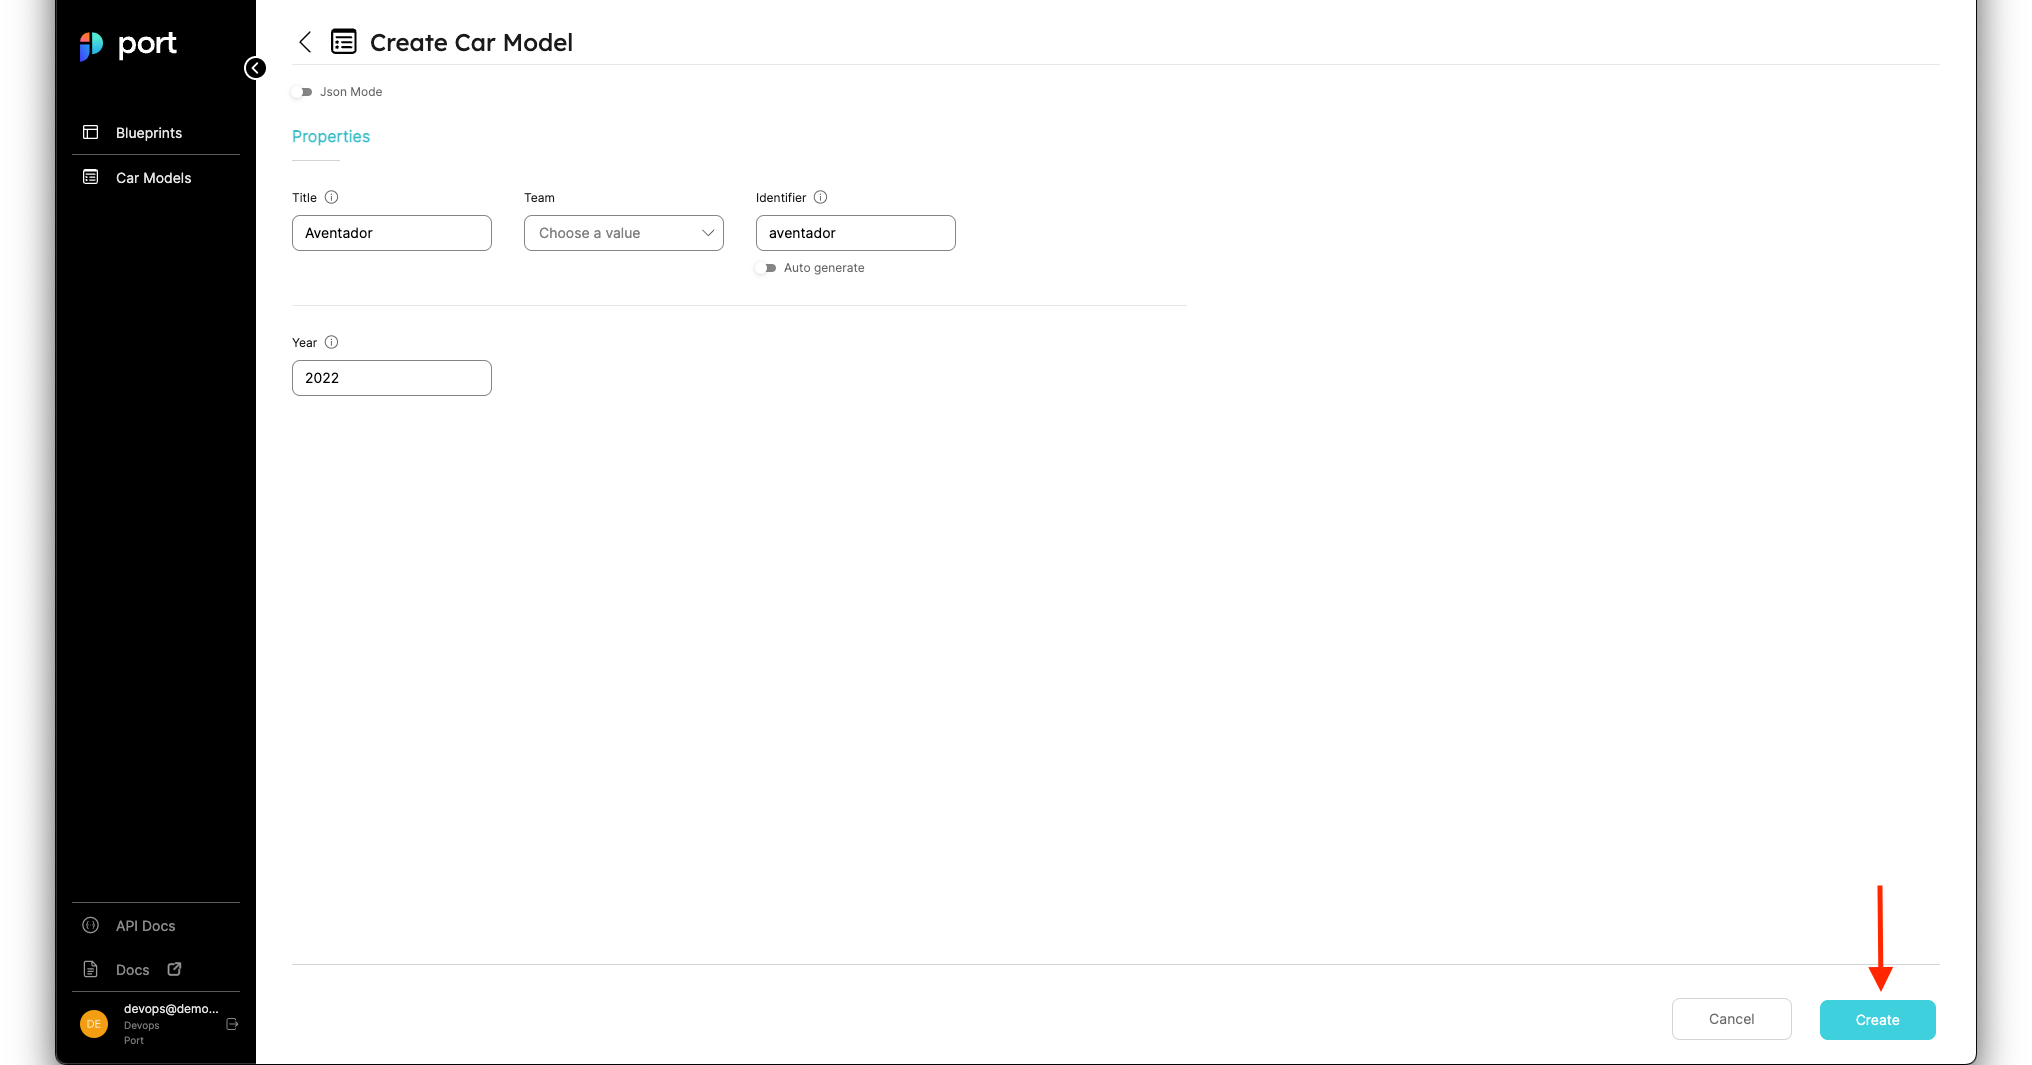 port
Blueprints
Car Models
API Docs
Docs
DE
devops@demo...
Devops
Port
Create Car Model
Json Mode
Properties
Title
Team
Identifier
Aventador
Choose a value
aventador
Auto generate
Year
2022
Cancel
Create